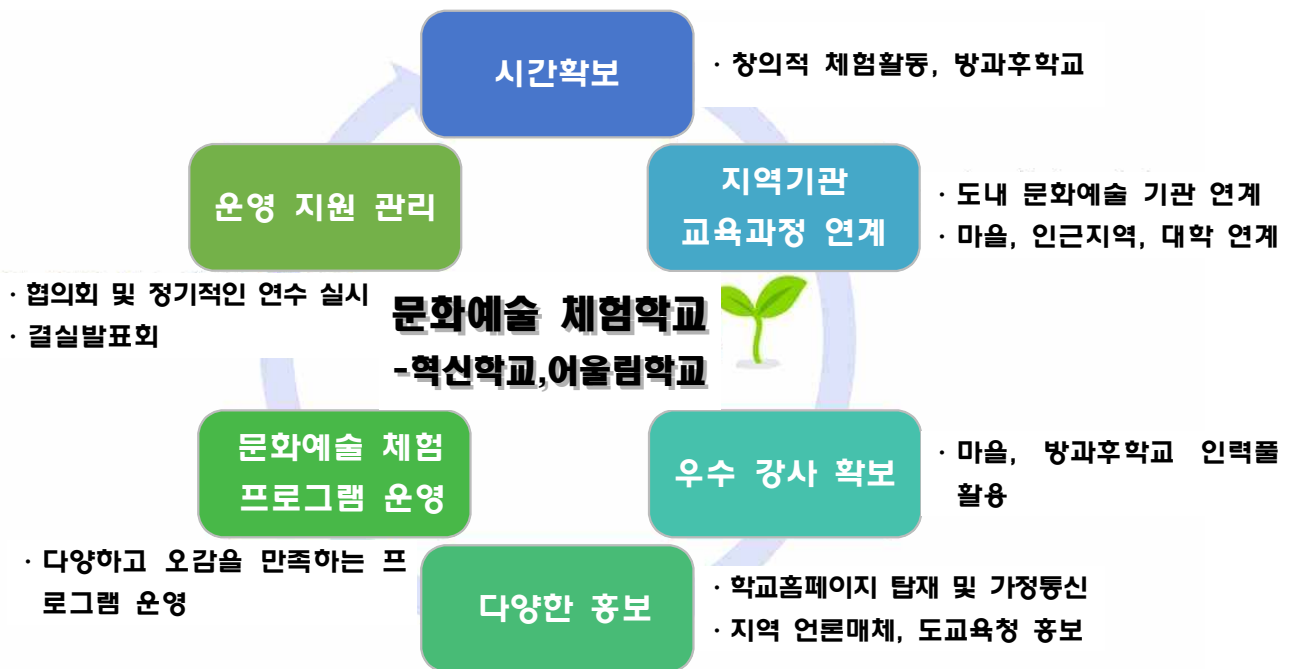 시간확보
· 창의적 체험활동, 방과후학교
지역기관
교육과정 연계
· 도내 문화예술 기관 연계
· 마을, 인근지역, 대학 연계
우수 강사 확보
· 마을, 방과후학교 인력풀
활용
다양한 홍보
· 학교홈페이지 탑재 및 가정통신
· 지역 언론매체, 도교육청 홍보
문화예술 체험
프로그램 운영
· 다양하고 오감을 만족하는 프
로그램 운영
운영 지원 관리
· 협의회 및 정기적인 연수 실시
· 결실발표회
문화예술 체험학교
-혁신학교,어울림학교